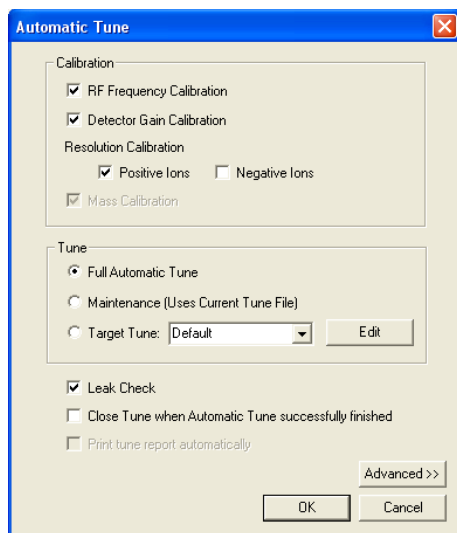 Automatic Tune
Calibration
RF Frequency Calibration
Detector Gain Calibration
Resolution Calibration
Positive Ions Negative Ions
Mass Calibration
Tune
Full Automatic Tune
Maintenance (Uses Current Tune File)
Target Tune: Default Edit
Leak Check
Close Tune when Automatic Tune successfully finished
Print tune report automatically
Advanced >>
OK Cancel